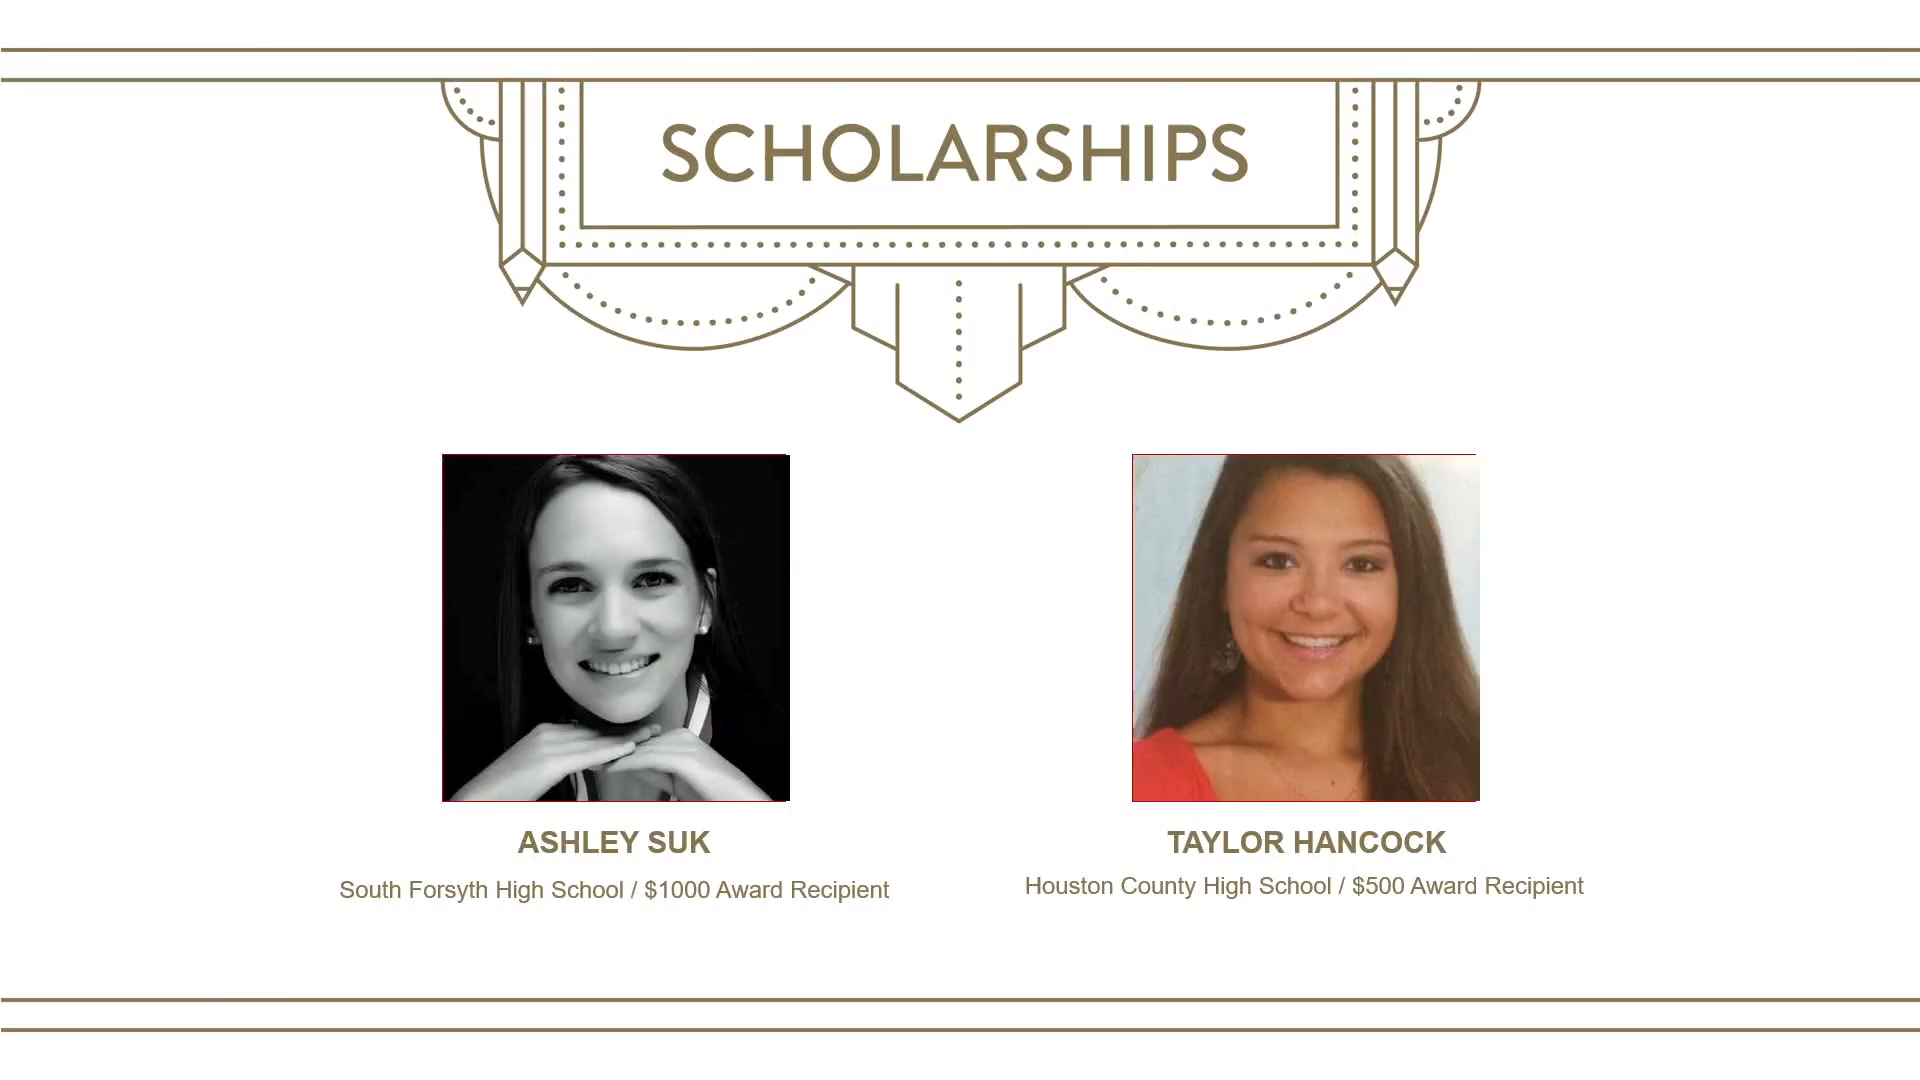 SCHOLARSHIPS
ASHLEY SUK
South Forsyth High School / $1000 Award Recipient
TAYLOR HANCOCK
Houston County High School / $500 Award Recipient